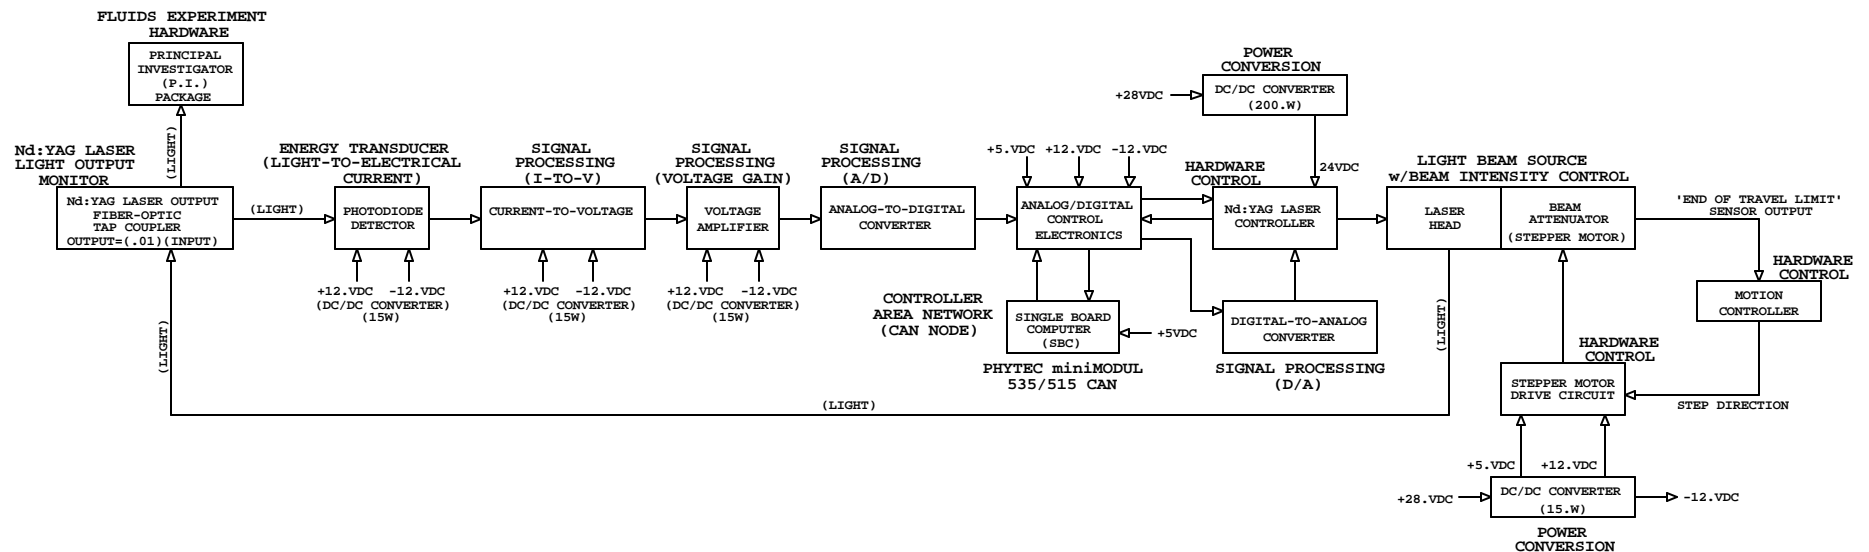 FLUIDS EXPERIMENT
HARDWARE
PRINCIPAL
INVESTIGATOR
(P.I.)
PACKAGE
(LIGHT)
Nd:YAG LASER
LIGHT OUTPUT
MONITOR
Nd:YAG LASER OUTPUT
FIBER-OPTIC
TAP COUPLER
OUTPUT=(.01)(INPUT)
(LIGHT)
ENERGY TRANSDUCER
(LIGHT-TO-ELECTRICAL
CURRENT)
PHOTODIODE
DETECTOR
+12.VDC -12.VDC
(DC/DC CONVERTER)
(15W)
SIGNAL
PROCESSING
(I-TO-V)
CURRENT-TO-VOLTAGE
+12.VDC -12.VDC
(DC/DC CONVERTER)
(15W)
SIGNAL
PROCESSING
(VOLTAGE GAIN)
VOLTAGE
AMPLIFIER
+12.VDC -12.VDC
(DC/DC CONVERTER)
(15W)
SIGNAL
PROCESSING
(A/D)
ANALOG-TO-DIGITAL
CONVERTER
+5.VDC +12.VDC -12.VDC
ANALOG/DIGITAL
CONTROL
ELECTRONICS
CONTROLLER
AREA NETWORK
(CAN NODE)
SINGLE BOARD
COMPUTER
(SBC)
+5VDC
PHYTEC miniMODUL
535/515 CAN
POWER
CONVERSION
+28VDC
DC/DC CONVERTER
(200.W)
24VDC
HARDWARE
CONTROL
Nd:YAG LASER
CONTROLLER
DIGITAL-TO-ANALOG
CONVERTER
SIGNAL PROCESSING
(D/A)
LIGHT BEAM SOURCE
w/BEAM INTENSITY CONTROL
LASER
HEAD
BEAM
ATTENUATOR
(STEPPER MOTOR)
'END OF TRAVEL LIMIT'
SENSOR OUTPUT
HARDWARE
CONTROL
MOTION
CONTROLLER
STEP DIRECTION
HARDWARE
CONTROL
STEPPER MOTOR
DRIVE CIRCUIT
(LIGHT)
(LIGHT)
(LIGHT)
+5.VDC +12.VDC
+28.VDC
DC/DC CONVERTER
(15.W)
-12.VDC
POWER
CONVERSION